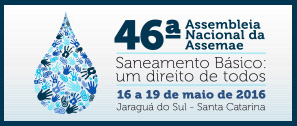 46ª Assembleia
Nacional da
Assemae
Saneamento Básico:
um direito de todos
16 a 19 de maio de 2016
Jaraguá do Sul - Santa Catarina